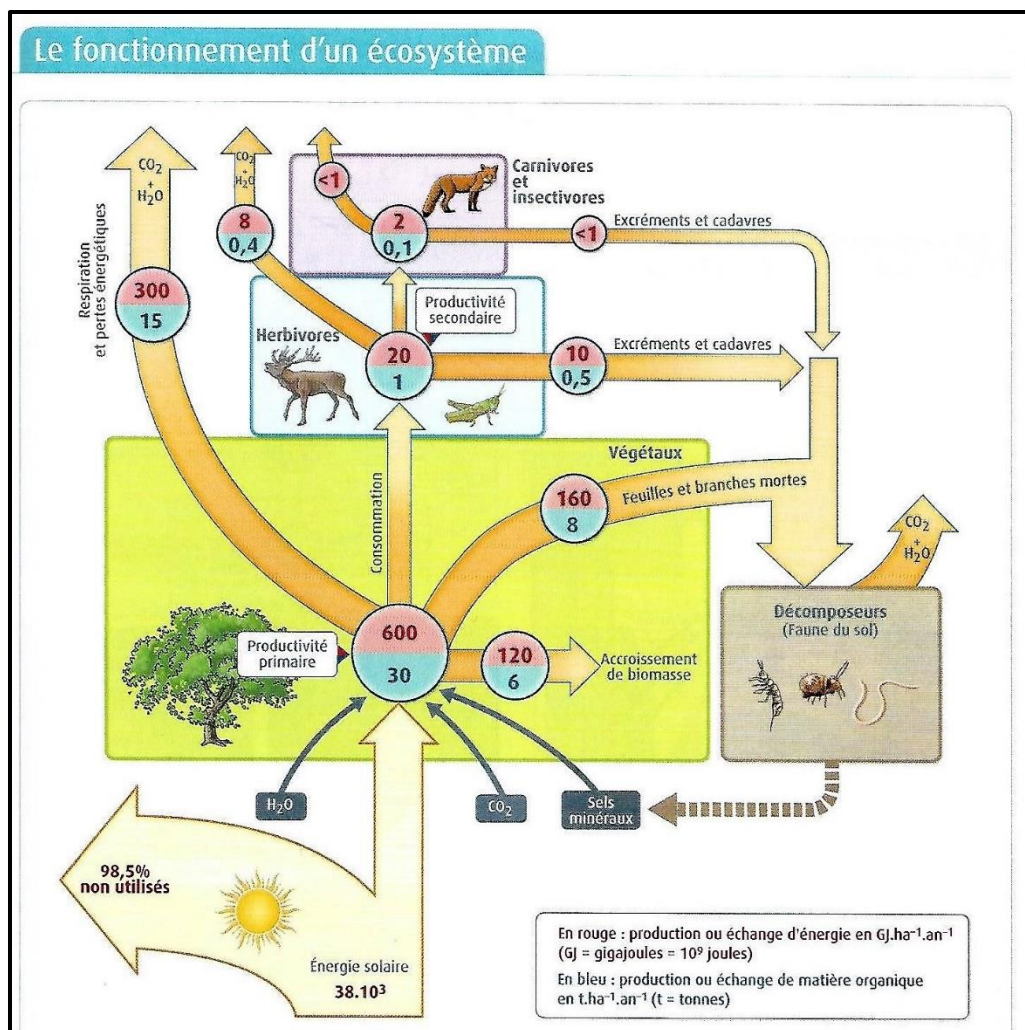 Le fonctionnement d'un écosystème
CO₂
+
H₂O
CO₂
+
H₂O
<1
Carnivores
et
insectivores
Respiration
et pertes énergétiques
8
0,4
2
0,1
<1
Excréments et cadavres
300
15
Productivité
secondaire
Herbivores
20
1
10
0,5
Excréments et cadavres
Végétaux
Consommation
160
8
Feuilles et branches mortes
CO₂
+
H₂O
Productivité
primaire
600
30
120
6
Accroissement
de biomasse
Décomposeurs
(Faune du sol)
H₂O
CO₂
Sels
minéraux
98,5%
non utilisés
Énergie solaire
38.10³
En rouge : production ou échange d'énergie en GJ.ha⁻¹.an⁻¹
(GJ = gigajoules = 10⁹ joules)
En bleu : production ou échange de matière organique
en t.ha⁻¹.an⁻¹ (t = tonnes)